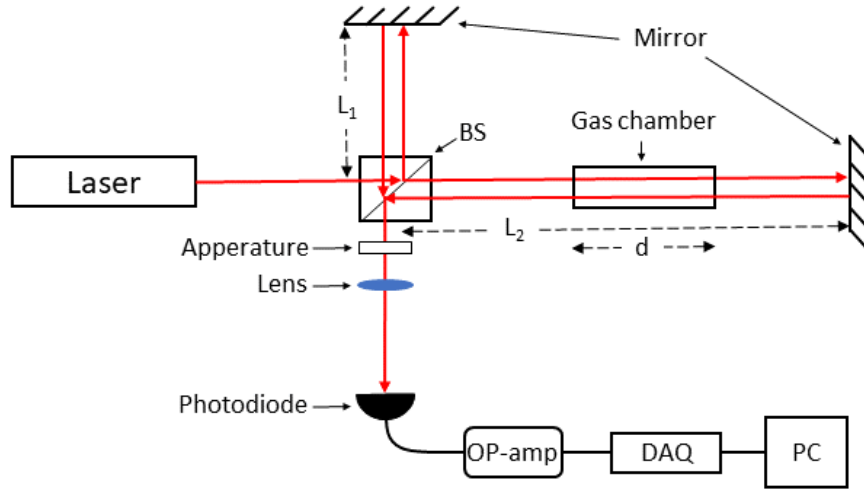 Mirror
L1
BS
Gas chamber
Laser
L2
Apperature
d
Lens
Photodiode
OP-amp
DAQ
PC